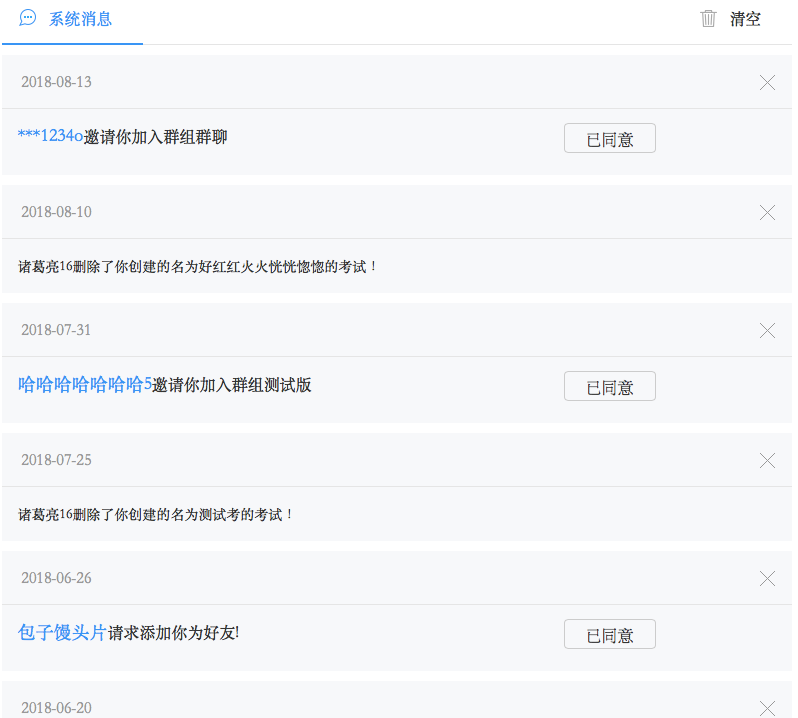 系统消息 清空
2018-08-13
***1234o邀请你加入群组群聊 已同意
2018-08-10
诸葛亮16删除了你创建的名为好红红火火恍恍惚惚的考试！
2018-07-31
哈哈哈哈哈哈哈5邀请你加入群组测试版 已同意
2018-07-25
诸葛亮16删除了你创建的名为测试考的考试！
2018-06-26
包子馒头片请求添加你为好友! 已同意
2018-06-20